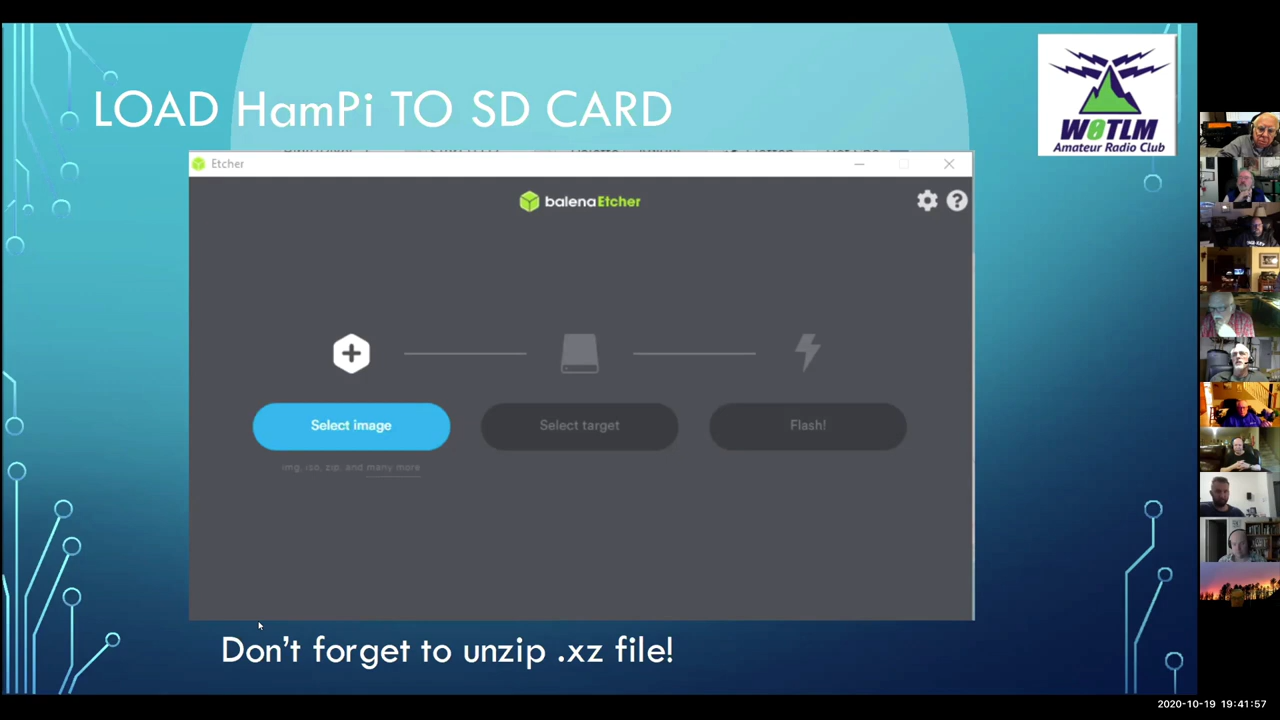 LOAD HamPi TO SD CARD
WØTLM
Amateur Radio Club
Etcher
balenaEtcher
Select image
Select target
Flash!
img, iso, zip, and many more
Don't forget to unzip .xz file!
2020-10-19 19:41:57